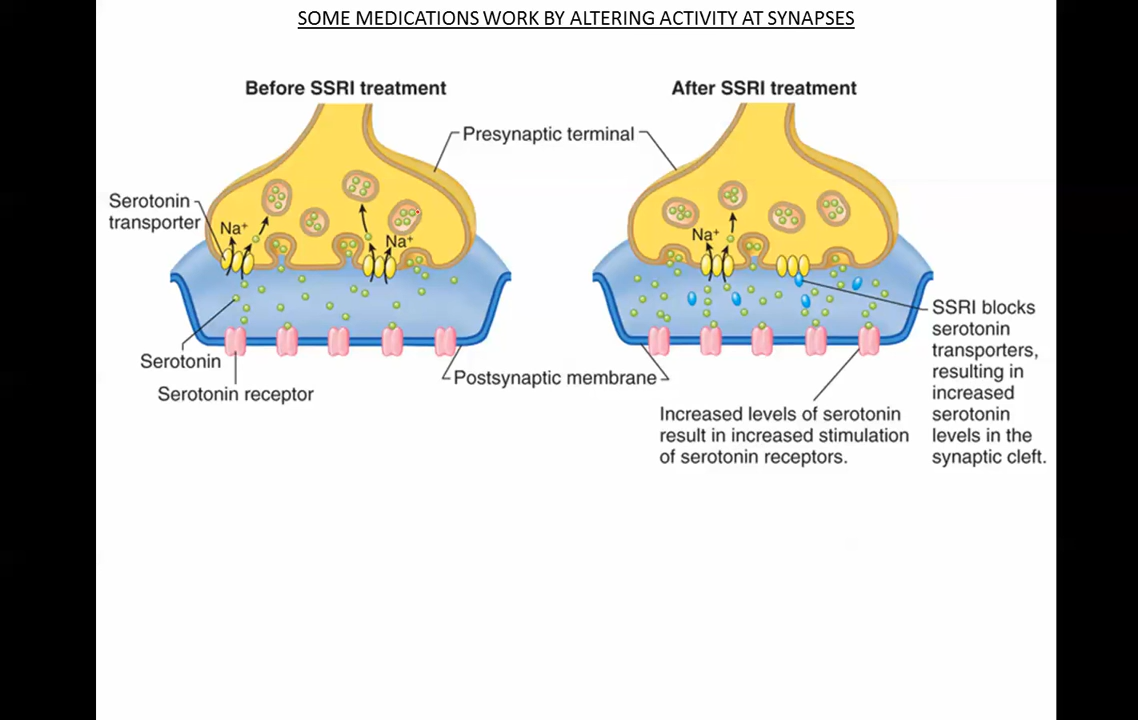 SOME MEDICATIONS WORK BY ALTERING ACTIVITY AT SYNAPSES
Before SSRI treatment
After SSRI treatment
Presynaptic terminal
Serotonin
transporter
Na⁺
Na⁺
Na⁺
Serotonin
Serotonin receptor
Postsynaptic membrane
SSRI blocks
serotonin
transporters,
resulting in
increased
serotonin
levels in the
synaptic cleft.
Increased levels of serotonin
result in increased stimulation
of serotonin receptors.